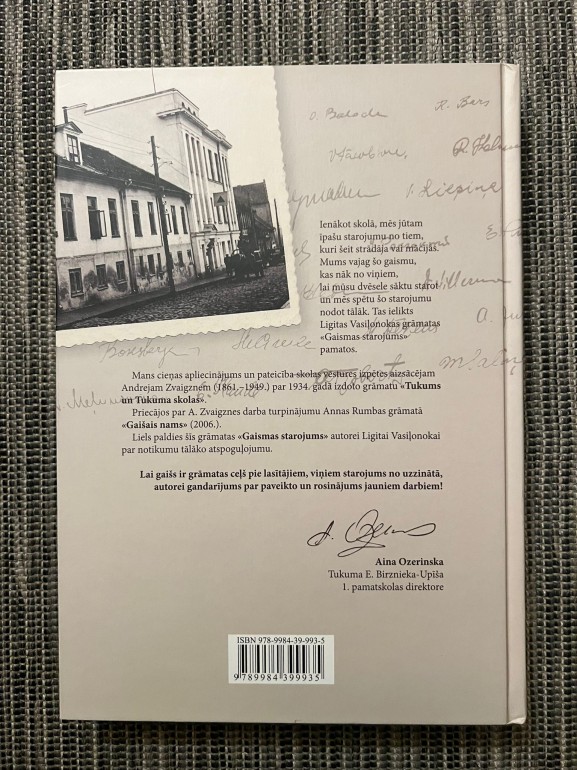 O. Balode
K. Bērs
Ienākot skolā, mēs jūtam
īpašu starojumu no tiem,
kuri šeit strādāja vai mācījās.
Mums vajag šo gaismu,
kas nāk no viņiem,
lai mūsu dvēsele sāktu starot
un mēs spētu šo starojumu
nodot tālāk. Tas ielikts
Ligitas Vasiļonokas grāmatas
«Gaismas starojums»
pamatos.
Mans cieņas apliecinājums un pateicība skolas vēstures izpētes aizsācējam
Andrejam Zvaigznem (1861.–1949.) par 1934. gadā izdoto grāmatu «Tukums
un Tukuma skolas».
Priecājos par A. Zvaigznes darba turpinājumu Annas Rumbas grāmatā
«Gaišais nams» (2006.).
Liels paldies šīs grāmatas «Gaismas starojums» autorei Ligitai Vasiļonokai
par notikumu tālāko atspoguļojumu.
Lai gaišs ir grāmatas ceļš pie lasītājiem, viņiem starojums no uzzinātā,
autorei gandarījums par paveikto un rosinājums jauniem darbiem!
Aina Ozerinska
Tukuma E. Birznieka-Upīša
1. pamatskolas direktore
ISBN 978-9984-39-993-5
9789984399935